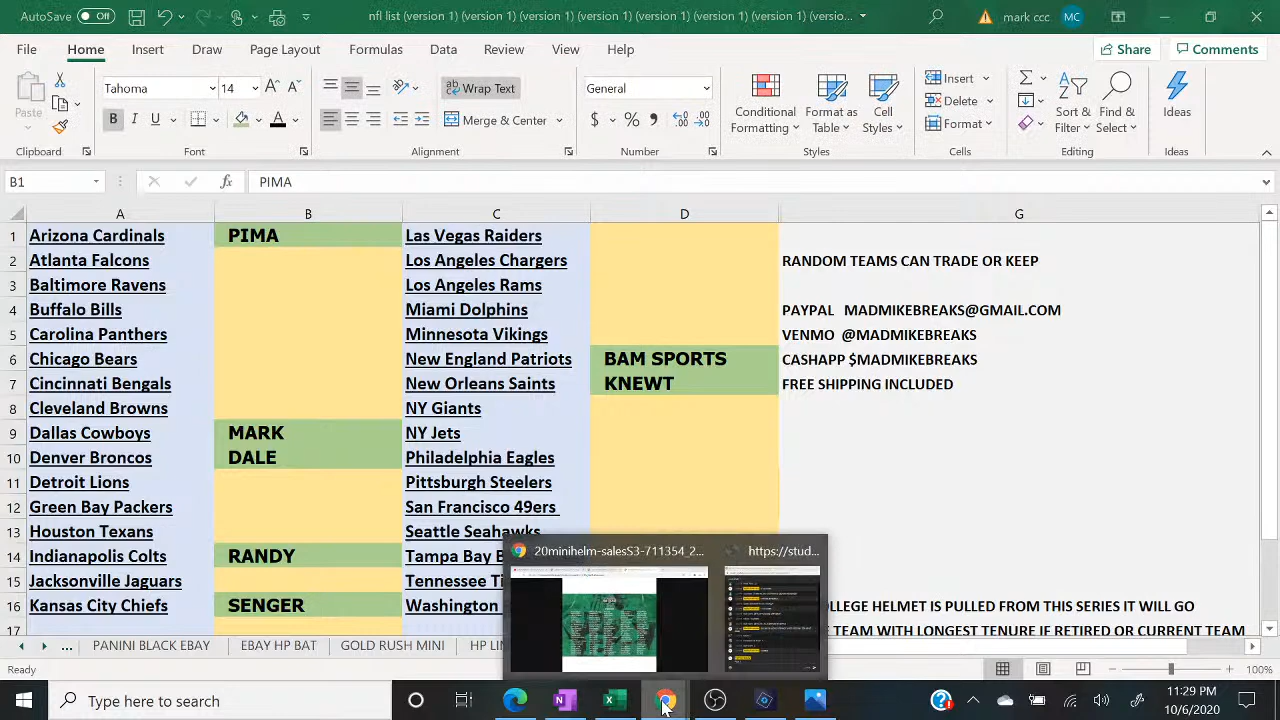 AutoSave Off nfl list (version 1) (version 1) (version 1) (version 1) (versio... mark ccc MC
File Home Insert Draw Page Layout Formulas Data Review View Help Share Comments
Paste Tahoma 14 Wrap Text General Conditional Formatting Format as Table Cell Styles Insert Delete Format Sort & Filter Find & Select Ideas
B I U A Merge & Center $ % 9
Clipboard Font Alignment Number Styles Cells Editing Ideas
B1 fx PIMA
A B C D G
1 Arizona Cardinals PIMA Las Vegas Raiders
2 Atlanta Falcons Los Angeles Chargers RANDOM TEAMS CAN TRADE OR KEEP
3 Baltimore Ravens Los Angeles Rams
4 Buffalo Bills Miami Dolphins PAYPAL MADMIKEBREAKS@GMAIL.COM
5 Carolina Panthers Minnesota Vikings VENMO @MADMIKEBREAKS
6 Chicago Bears New England Patriots BAM SPORTS CASHAPP $MADMIKEBREAKS
7 Cincinnati Bengals New Orleans Saints KNEWT FREE SHIPPING INCLUDED
8 Cleveland Browns NY Giants
9 Dallas Cowboys MARK NY Jets
10 Denver Broncos DALE Philadelphia Eagles
11 Detroit Lions Pittsburgh Steelers
12 Green Bay Packers San Francisco 49ers
13 Houston Texans Seattle Seahawks
14 Indianapolis Colts RANDY Tampa Bay B
Jacksonville Jaguars Tennessee Ti
Kansas City Chiefs SENGER Washington OLLEGE HELMET IS PULLED FROM THIS SERIES IT WILL GO
17 TEAM WITH LONGEST TENURE IF RETIRED OR CURRENT TEAM
20minihelm-salesS3-711354_2... https://stud...
PANINI BLACK EBAY EBAY HP BAL GOLD RUSH MINI LIN
100%
Type here to search 11:29 PM
10/6/2020